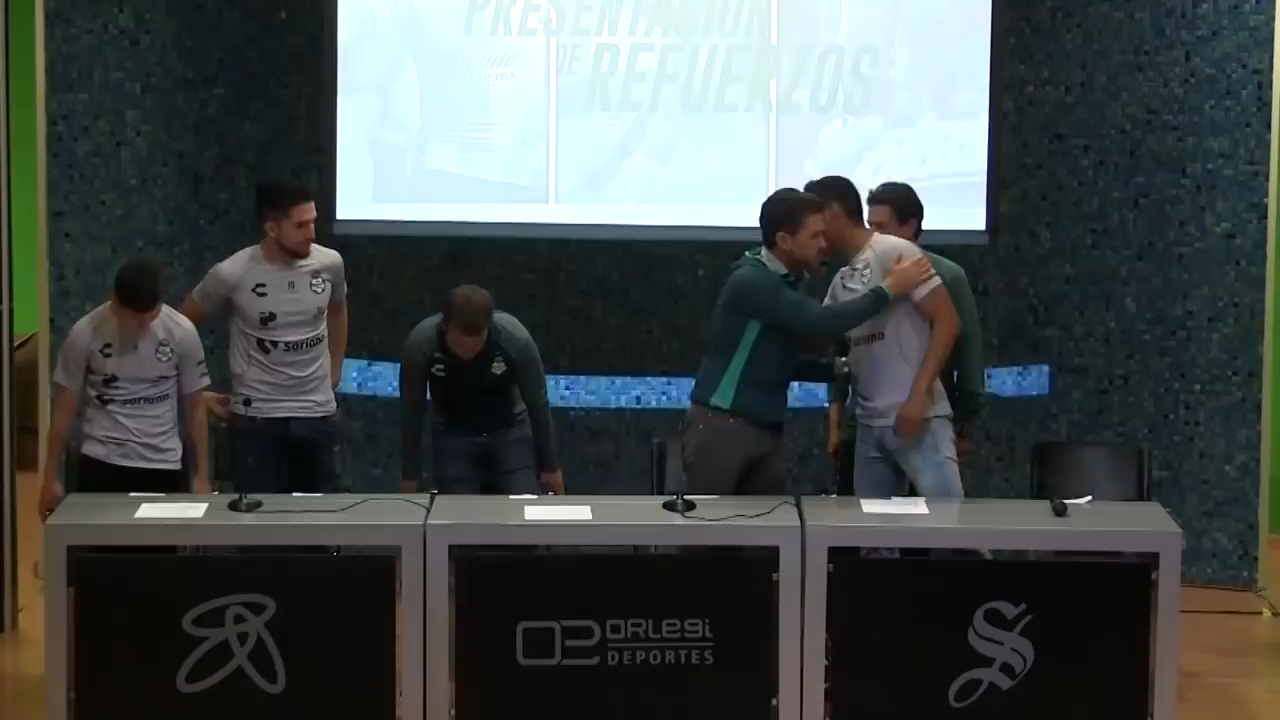 PRESENTACIÓN
DE REFUERZOS
Soriana
Soriana
ORLEGI
DEPORTES
S